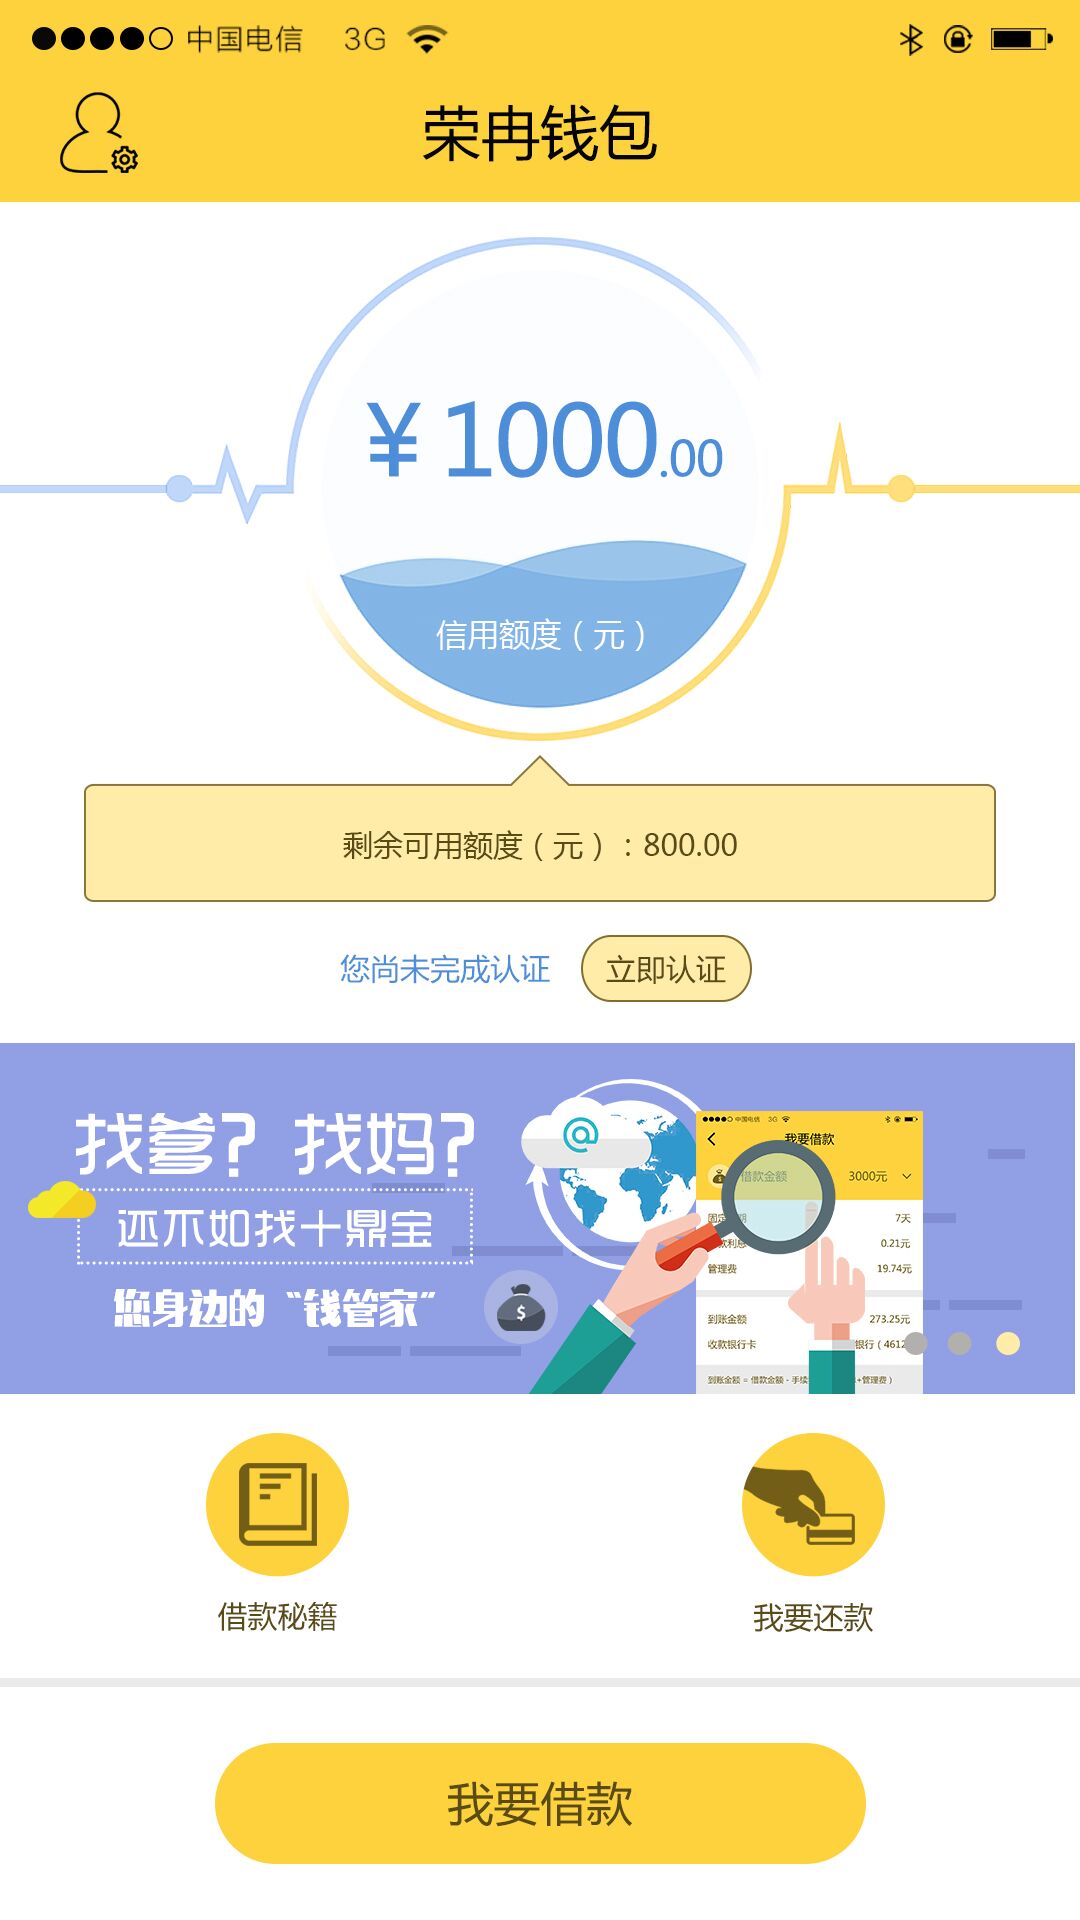 中国电信 3G
荣冉钱包
¥1000.00
信用额度（元）
剩余可用额度（元）：800.00
您尚未完成认证 立即认证
找爹？找妈？
还不如找十鼎宝
您身边的“钱管家”
中国电信 3G
我要借款
借款金额 3000元
7天
0.21元
管理费 19.74元
到账金额 273.25元
收款银行卡 银行（4612
到账金额 = 借款金额 - 手续 +管理费）
借款秘籍 我要还款
我要借款